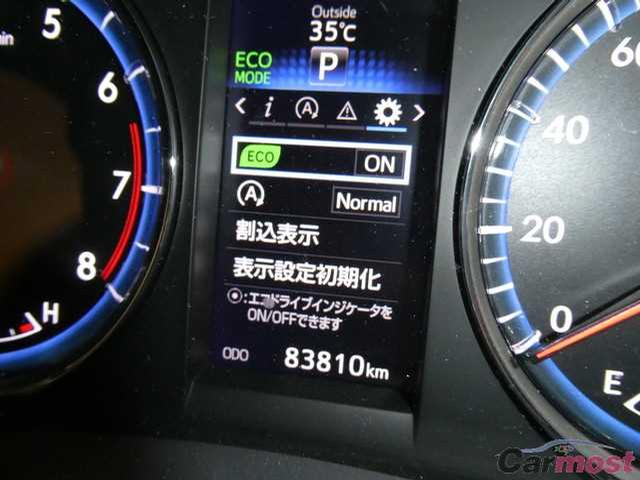 Outside
35℃
ECO
MODE
P
i A
ECO ON
A Normal
割込表示
表示設定初期化
◉:エコドライブインジケータを
ON/OFFできます
ODO 83810km
5
6
7
8
H
60
40
20
0
E
Carmost